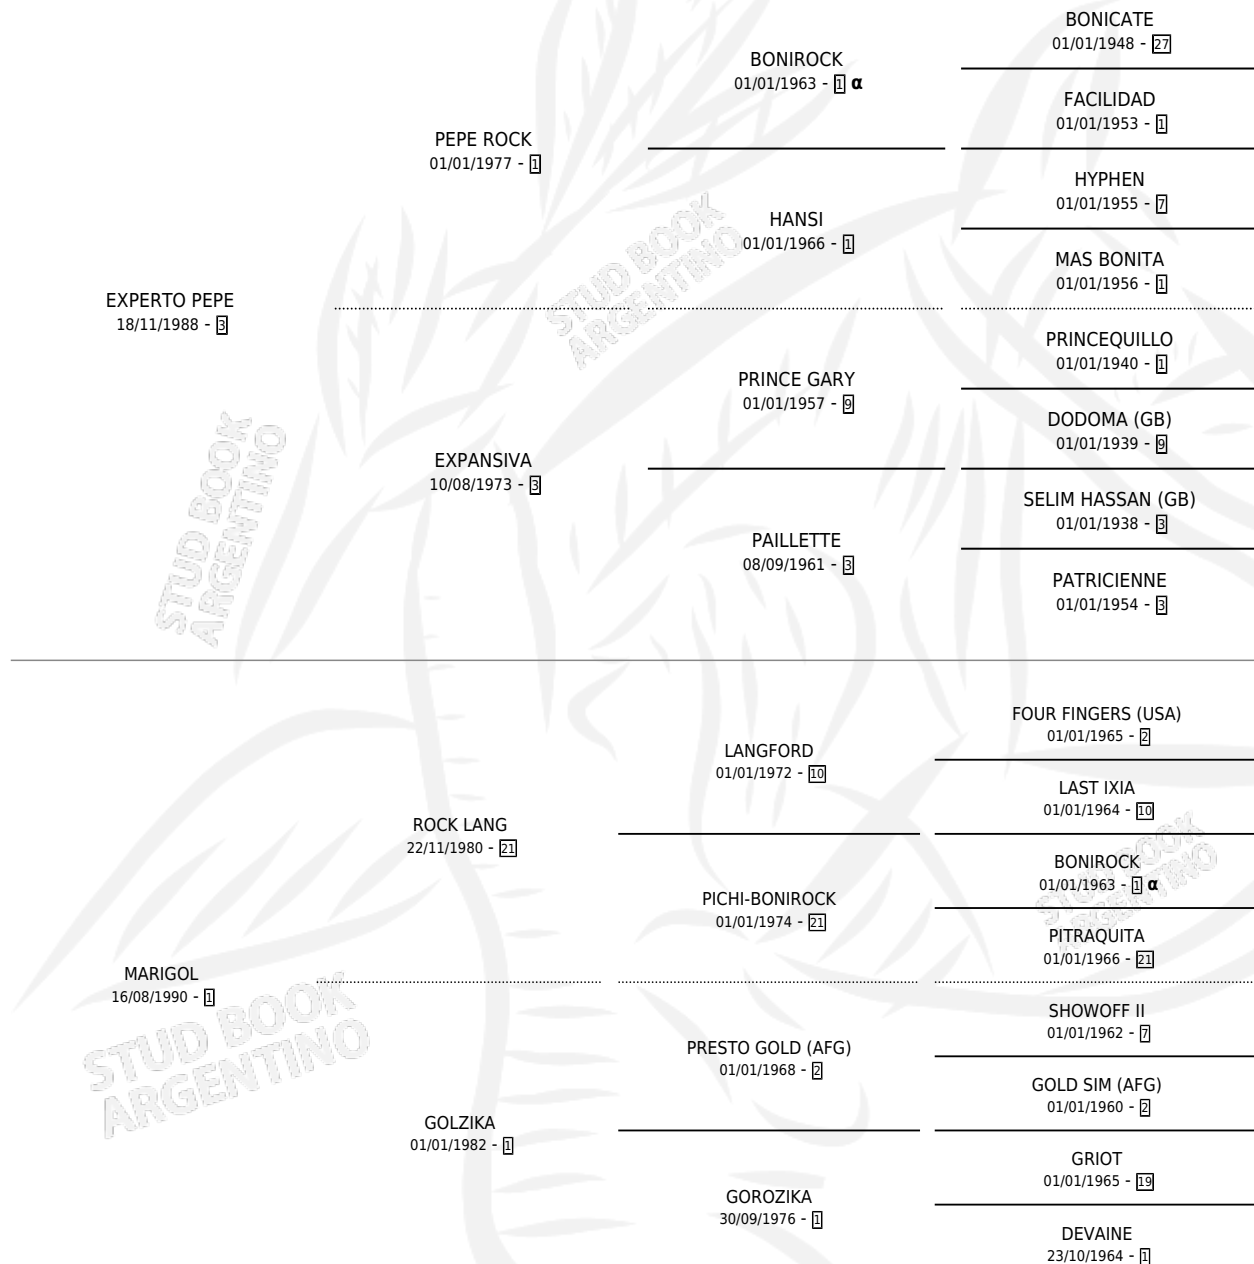 BONICATE
01/01/1948 - 27
BONIROCK
01/01/1963 - 1 α
FACILIDAD
01/01/1953 - 1
PEPE ROCK
01/01/1977 - 1
HYPHEN
01/01/1955 - 7
HANSI
01/01/1966 - 1
MAS BONITA
01/01/1956 - 1
EXPERTO PEPE
18/11/1988 - 3
PRINCEQUILLO
01/01/1940 - 1
PRINCE GARY
01/01/1957 - 9
DODOMA (GB)
01/01/1939 - 9
EXPANSIVA
10/08/1973 - 3
SELIM HASSAN (GB)
01/01/1938 - 3
PAILLETTE
08/09/1961 - 3
PATRICIENNE
01/01/1954 - 3
STUD BOOK
ARGENTINO
STUD BOOK
ARGENTINO
FOUR FINGERS (USA)
01/01/1965 - 2
LANGFORD
01/01/1972 - 10
LAST IXIA
01/01/1964 - 10
ROCK LANG
22/11/1980 - 21
BONIROCK
01/01/1963 - 1 α
PICHI-BONIROCK
01/01/1974 - 21
PITRAQUITA
01/01/1966 - 21
MARIGOL
16/08/1990 - 1
SHOWOFF II
01/01/1962 - 7
PRESTO GOLD (AFG)
01/01/1968 - 2
GOLD SIM (AFG)
01/01/1960 - 2
GOLZIKA
01/01/1982 - 1
GRIOT
01/01/1965 - 19
GOROZIKA
30/09/1976 - 1
DEVAINE
23/10/1964 - 1
STUD BOOK
ARGENTINO
STUD BOOK
ARGENTINO